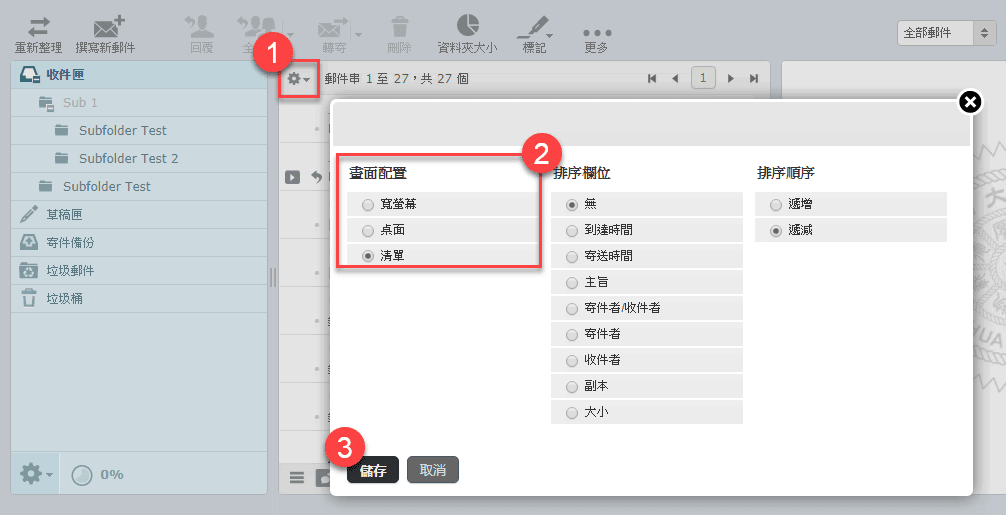 重新整理
撰寫新郵件
回覆
全
轉寄
刪除
資料夾大小
標記
更多
全部郵件
1
收件匣
郵件串 1 至 27，共 27 個
1
Sub 1
Subfolder Test
Subfolder Test 2
Subfolder Test
草稿匣
寄件備份
垃圾郵件
垃圾桶
0%
2
畫面配置
寬螢幕
桌面
清單
排序欄位
無
到達時間
寄送時間
主旨
寄件者/收件者
寄件者
收件者
副本
大小
排序順序
遞增
遞減
3
儲存
取消
大
HUA